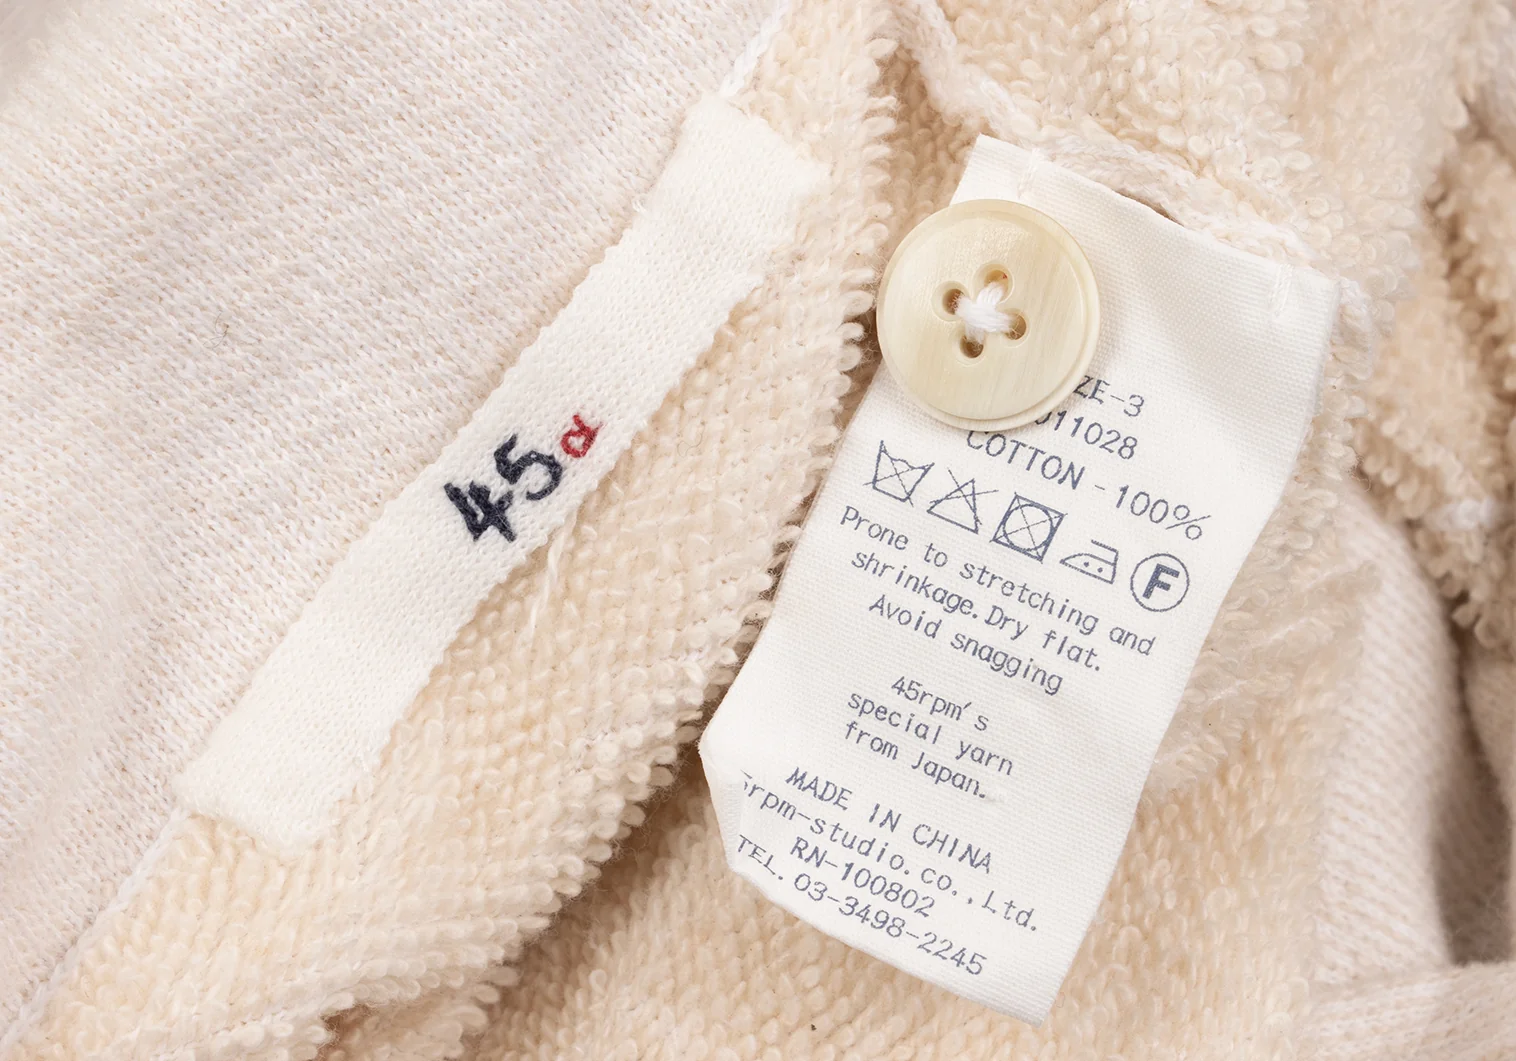 45α
ZE-3
11028
COTTON -100%
F
Prone to stretching and
shrinkage. Dry flat.
Avoid snagging
45rpm's
special yarn
from Japan.
MADE IN CHINA
rpm-studio.co.,Ltd.
RN-100802
TEL. 03-3498-2245